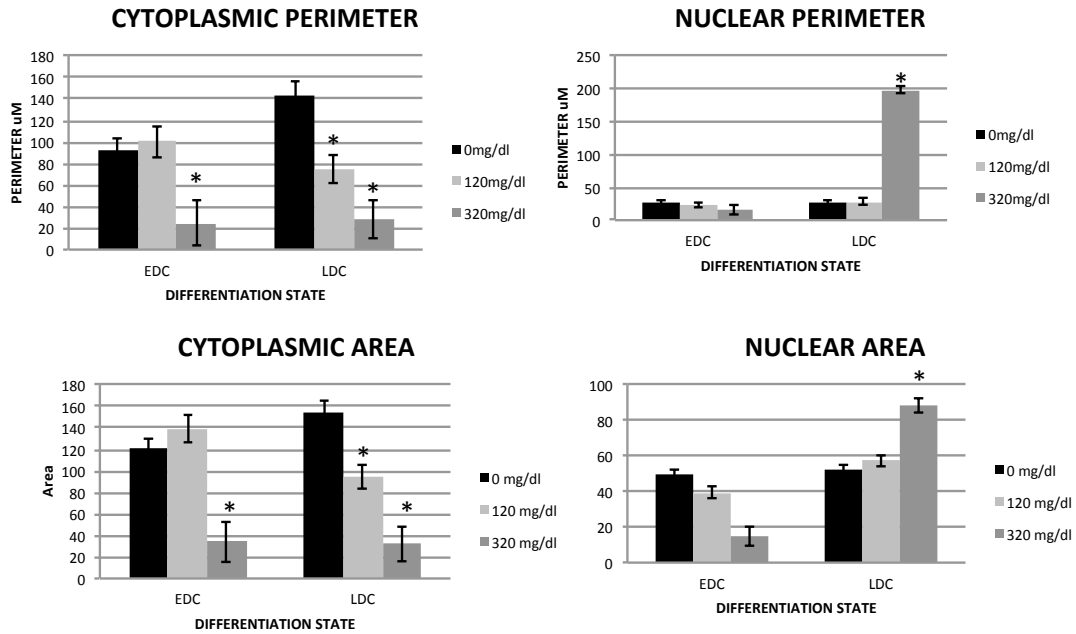 CYTOPLASMIC PERIMETER
PERIMETER uM
180
160
140
120
100
80
60
40
20
0
*
*
*
EDC
LDC
DIFFERENTIATION STATE
0mg/dl
120mg/dl
320mg/dl
NUCLEAR PERIMETER
PERIMETER uM
250
200
150
100
50
0
*
EDC
LDC
DIFFERENTIATION STATE
0mg/dl
120mg/dl
320mg/dl
CYTOPLASMIC AREA
Area
180
160
140
120
100
80
60
40
20
0
*
*
*
EDC
LDC
DIFFERENTIATION STATE
0 mg/dl
120 mg/dl
320 mg/dl
NUCLEAR AREA
100
80
60
40
20
0
*
EDC
LDC
DIFFERENTIATION STATE
0 mg/dl
120 mg/dl
320 mg/dl